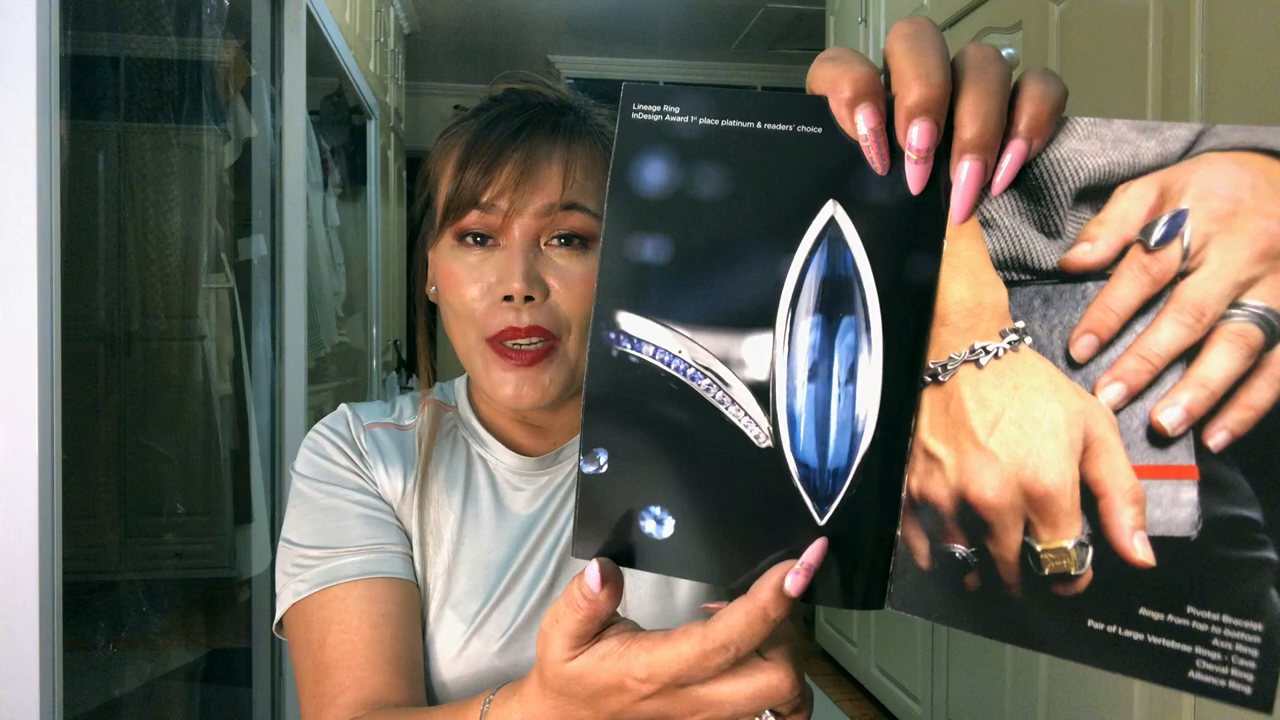 Lineage Ring
InDesign Award 1st place platinum & readers' choice
Pivotal Bracelet
Rings from top to bottom
Axis Ring
Pair of Large Vertebrae Rings - Cave
Cheval Ring
Alliance Ring